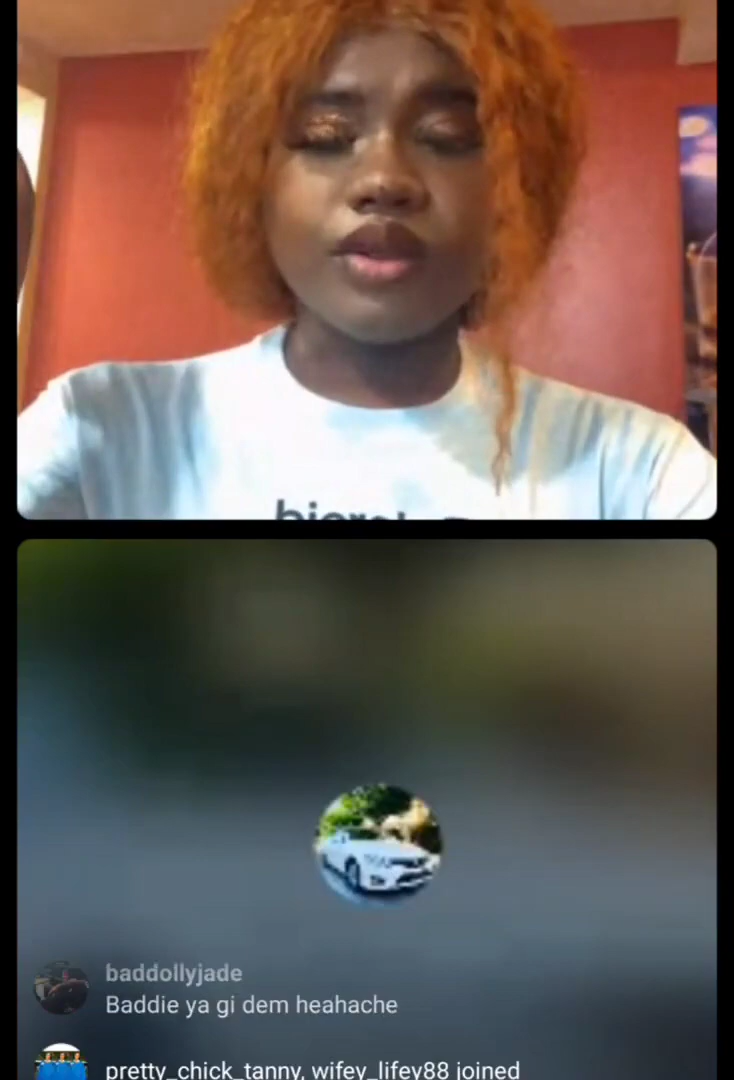 baddollyjade
Baddie ya gi dem heahache
pretty_chick_tanny, wifey_lifey88 joined